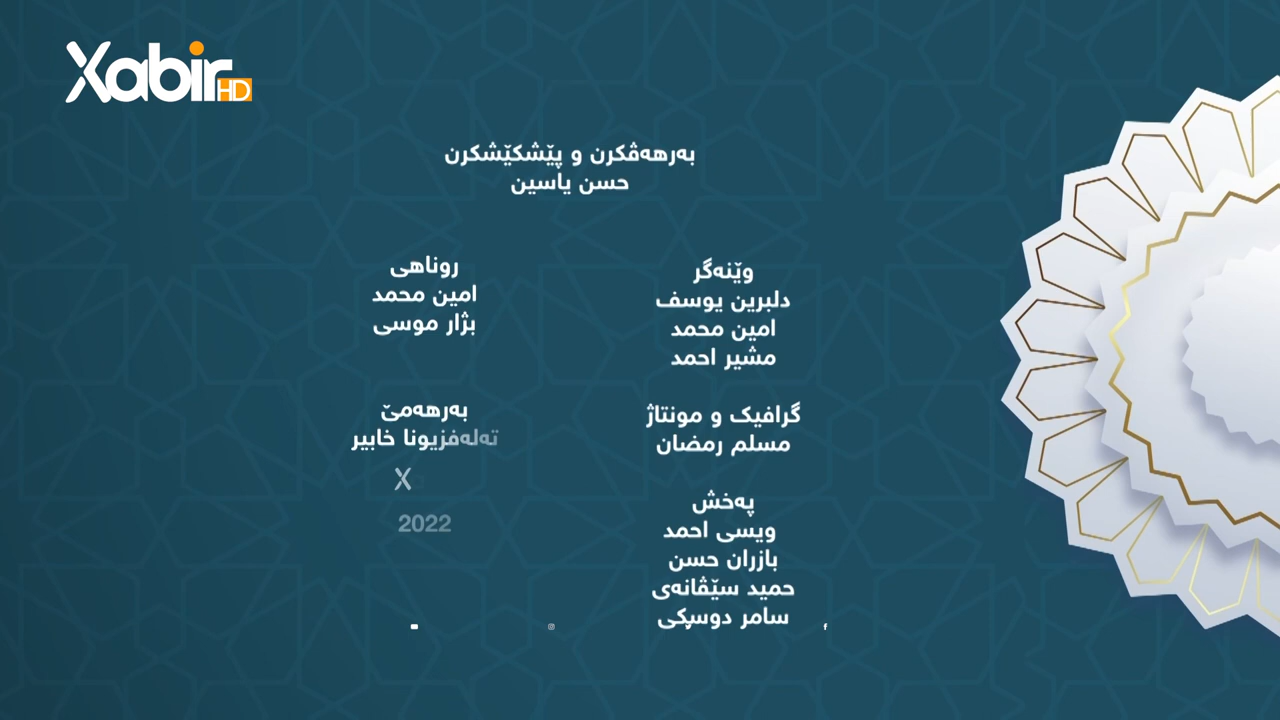 Xabir HD
بەرهەڤکرن و پێشکێشکرن
حسن یاسین
وێنەگر
دلبرین یوسف
امین محمد
مشیر احمد
گرافیک و مونتاژ
مسلم رمضان
پەخش
ویسی احمد
بازران حسن
حمید سێڤانەی
سامر دوسکی
روناهی
امین محمد
بژار موسی
بەرهەمێ
تەلەفزیونا خابیر
X
2022